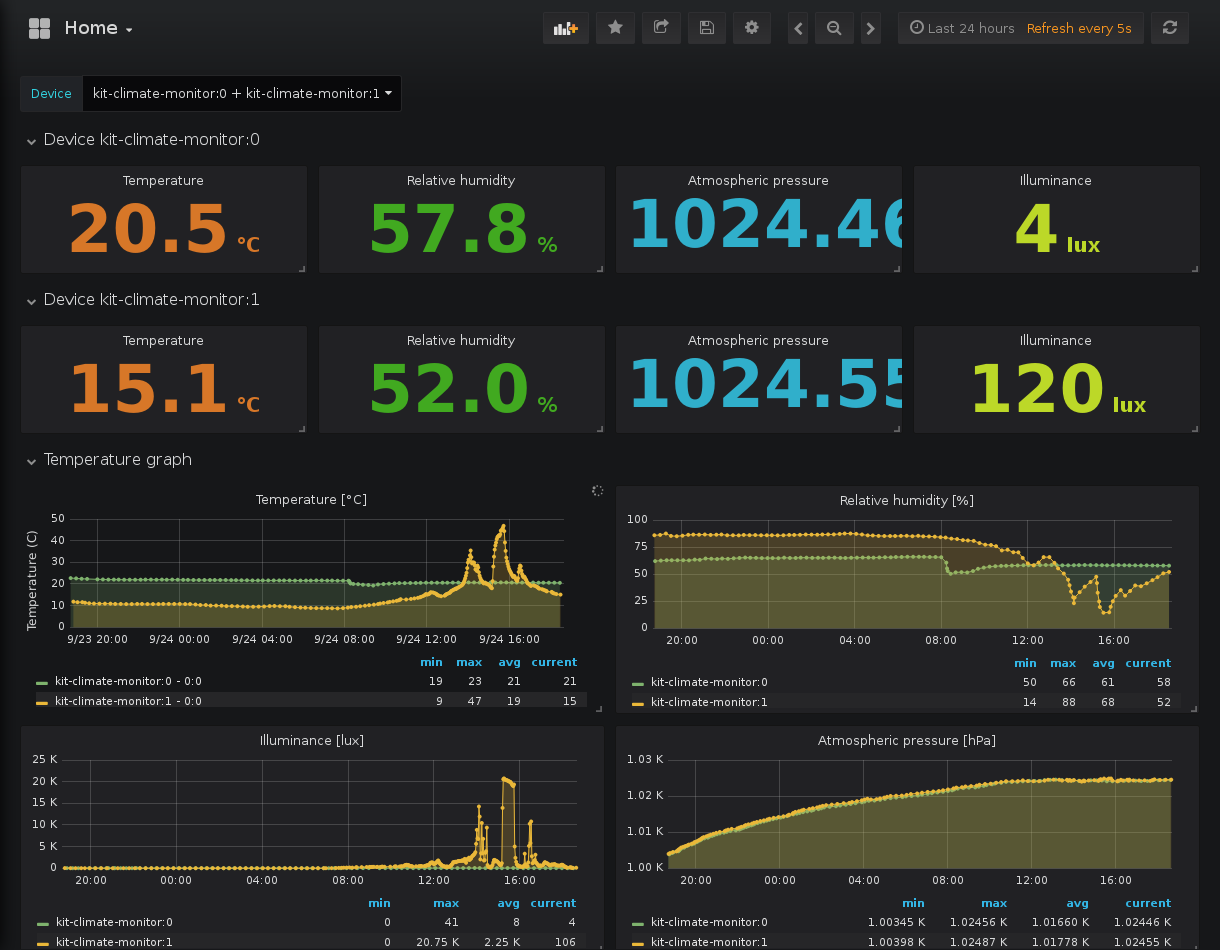 Home
Last 24 hours Refresh every 5s
Device kit-climate-monitor:0 + kit-climate-monitor:1
Device kit-climate-monitor:0
Temperature Relative humidity Atmospheric pressure Illuminance
20.5 °C 57.8 % 1024.46 4 lux
Device kit-climate-monitor:1
Temperature Relative humidity Atmospheric pressure Illuminance
15.1 °C 52.0 % 1024.55 120 lux
Temperature graph
Temperature [°C]
Temperature (C)
50
40
30
20
10
0
9/23 20:00 9/24 00:00 9/24 04:00 9/24 08:00 9/24 12:00 9/24 16:00
min max avg current
kit-climate-monitor:0 - 0:0 19 23 21 21
kit-climate-monitor:1 - 0:0 9 47 19 15
Relative humidity [%]
100
75
50
25
0
20:00 00:00 04:00 08:00 12:00 16:00
min max avg current
kit-climate-monitor:0 50 66 61 58
kit-climate-monitor:1 14 88 68 52
Illuminance [lux]
25 K
20 K
15 K
10 K
5 K
0
20:00 00:00 04:00 08:00 12:00 16:00
min max avg current
kit-climate-monitor:0 0 41 8 4
kit-climate-monitor:1 0 20.75 K 2.25 K 106
Atmospheric pressure [hPa]
1.03 K
1.02 K
1.01 K
1.00 K
20:00 00:00 04:00 08:00 12:00 16:00
min max avg current
kit-climate-monitor:0 1.00345 K 1.02456 K 1.01660 K 1.02446 K
kit-climate-monitor:1 1.00398 K 1.02487 K 1.01778 K 1.02455 K